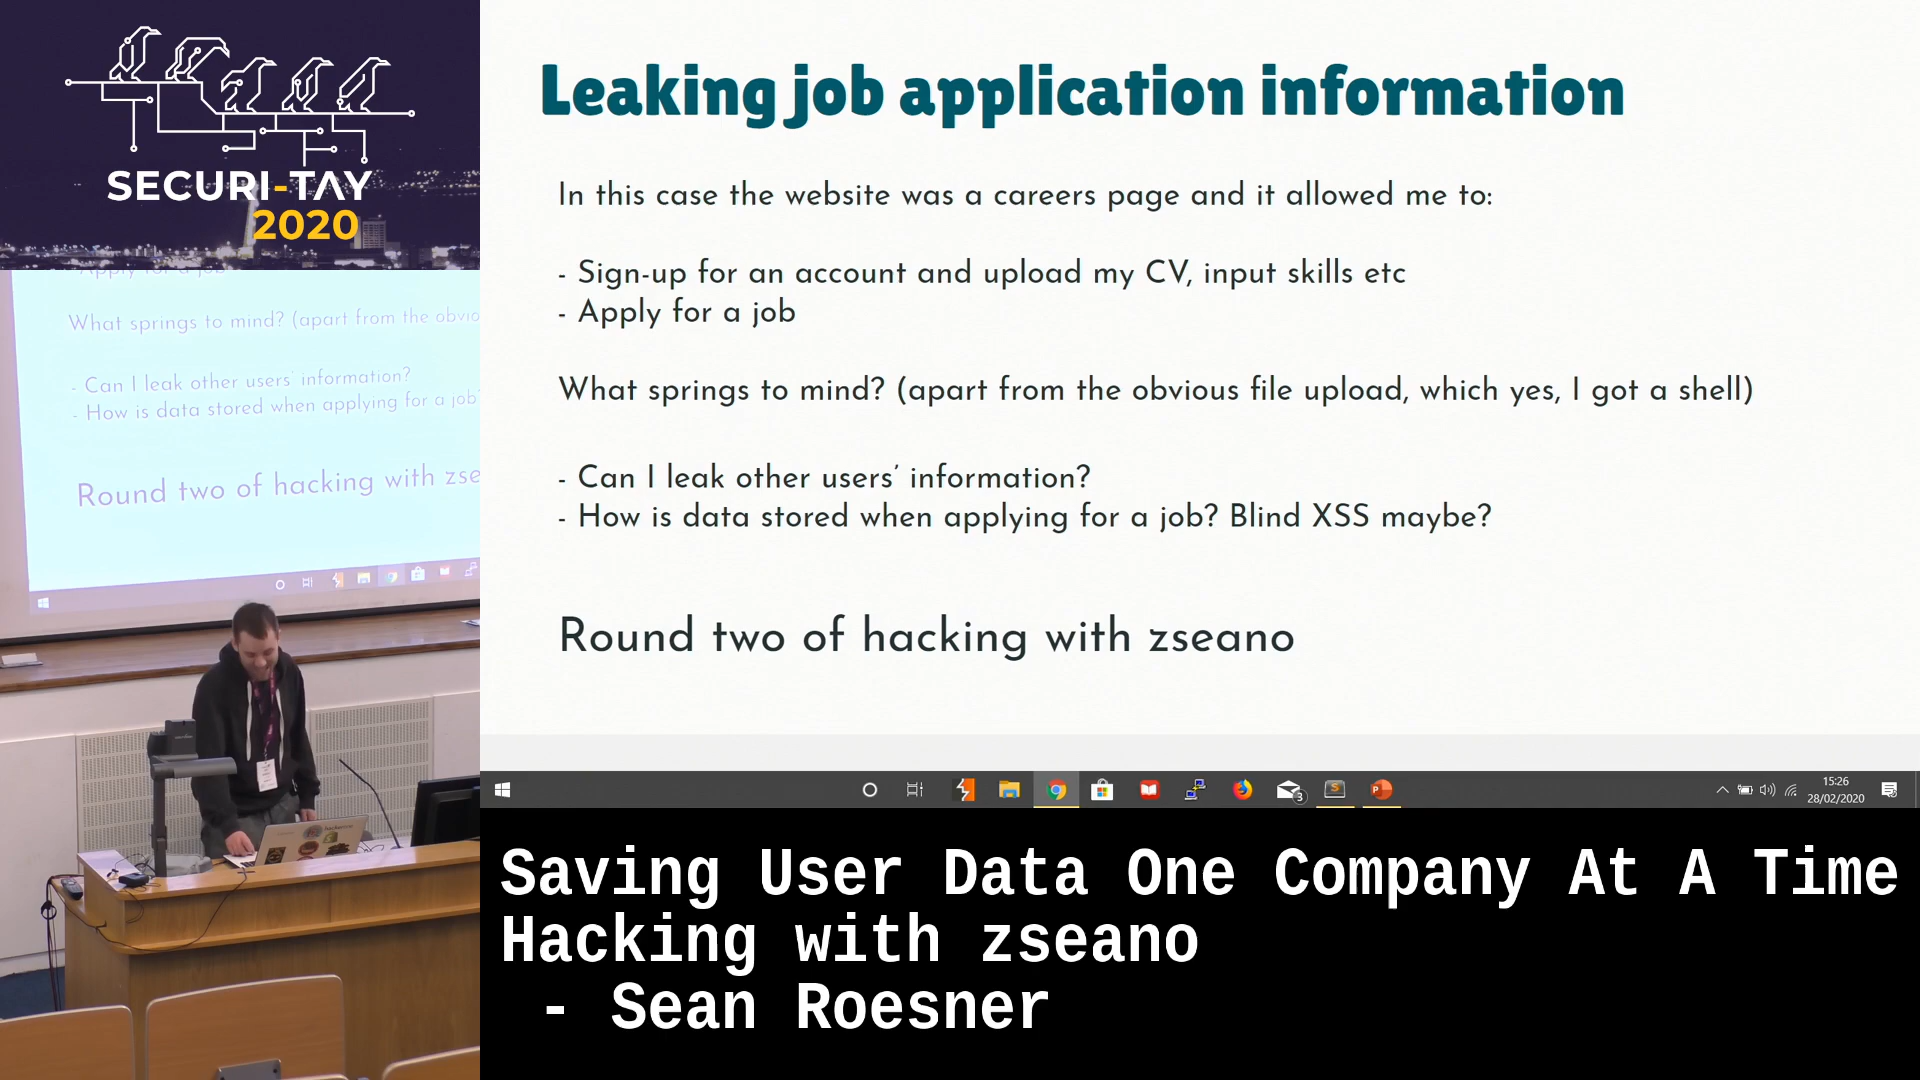 SECURI-TAY
2020
Leaking job application information
In this case the website was a careers page and it allowed me to:
- Sign-up for an account and upload my CV, input skills etc
- Apply for a job
What springs to mind? (apart from the obvious file upload, which yes, I got a shell)
- Can I leak other users’ information?
- How is data stored when applying for a job? Blind XSS maybe?
Round two of hacking with zseano
3
15:26
28/02/2020
- Apply for a job
What springs to mind? (apart from the obvio
- Can I leak other users’ information?
- How is data stored when applying for a job?
Round two of hacking with zse
Saving User Data One Company At A Time
Hacking with zseano
- Sean Roesner